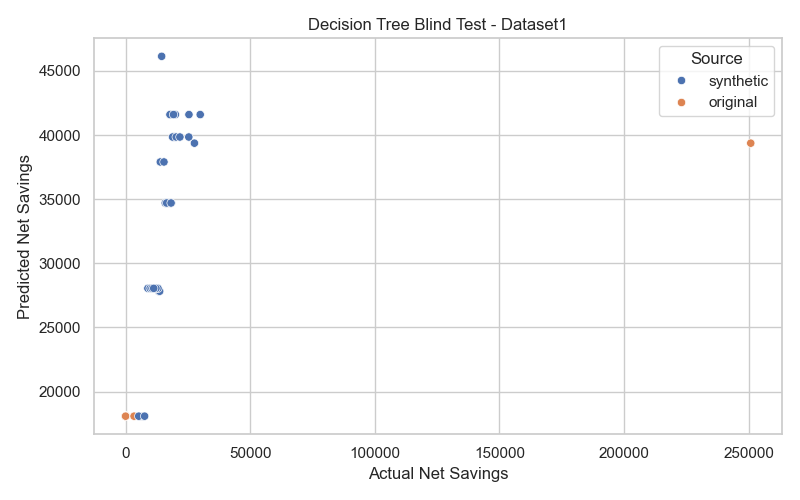 Decision Tree Blind Test - Dataset1
Source
synthetic
original
Predicted Net Savings
45000
40000
35000
30000
25000
20000
0
50000
100000
150000
200000
250000
Actual Net Savings